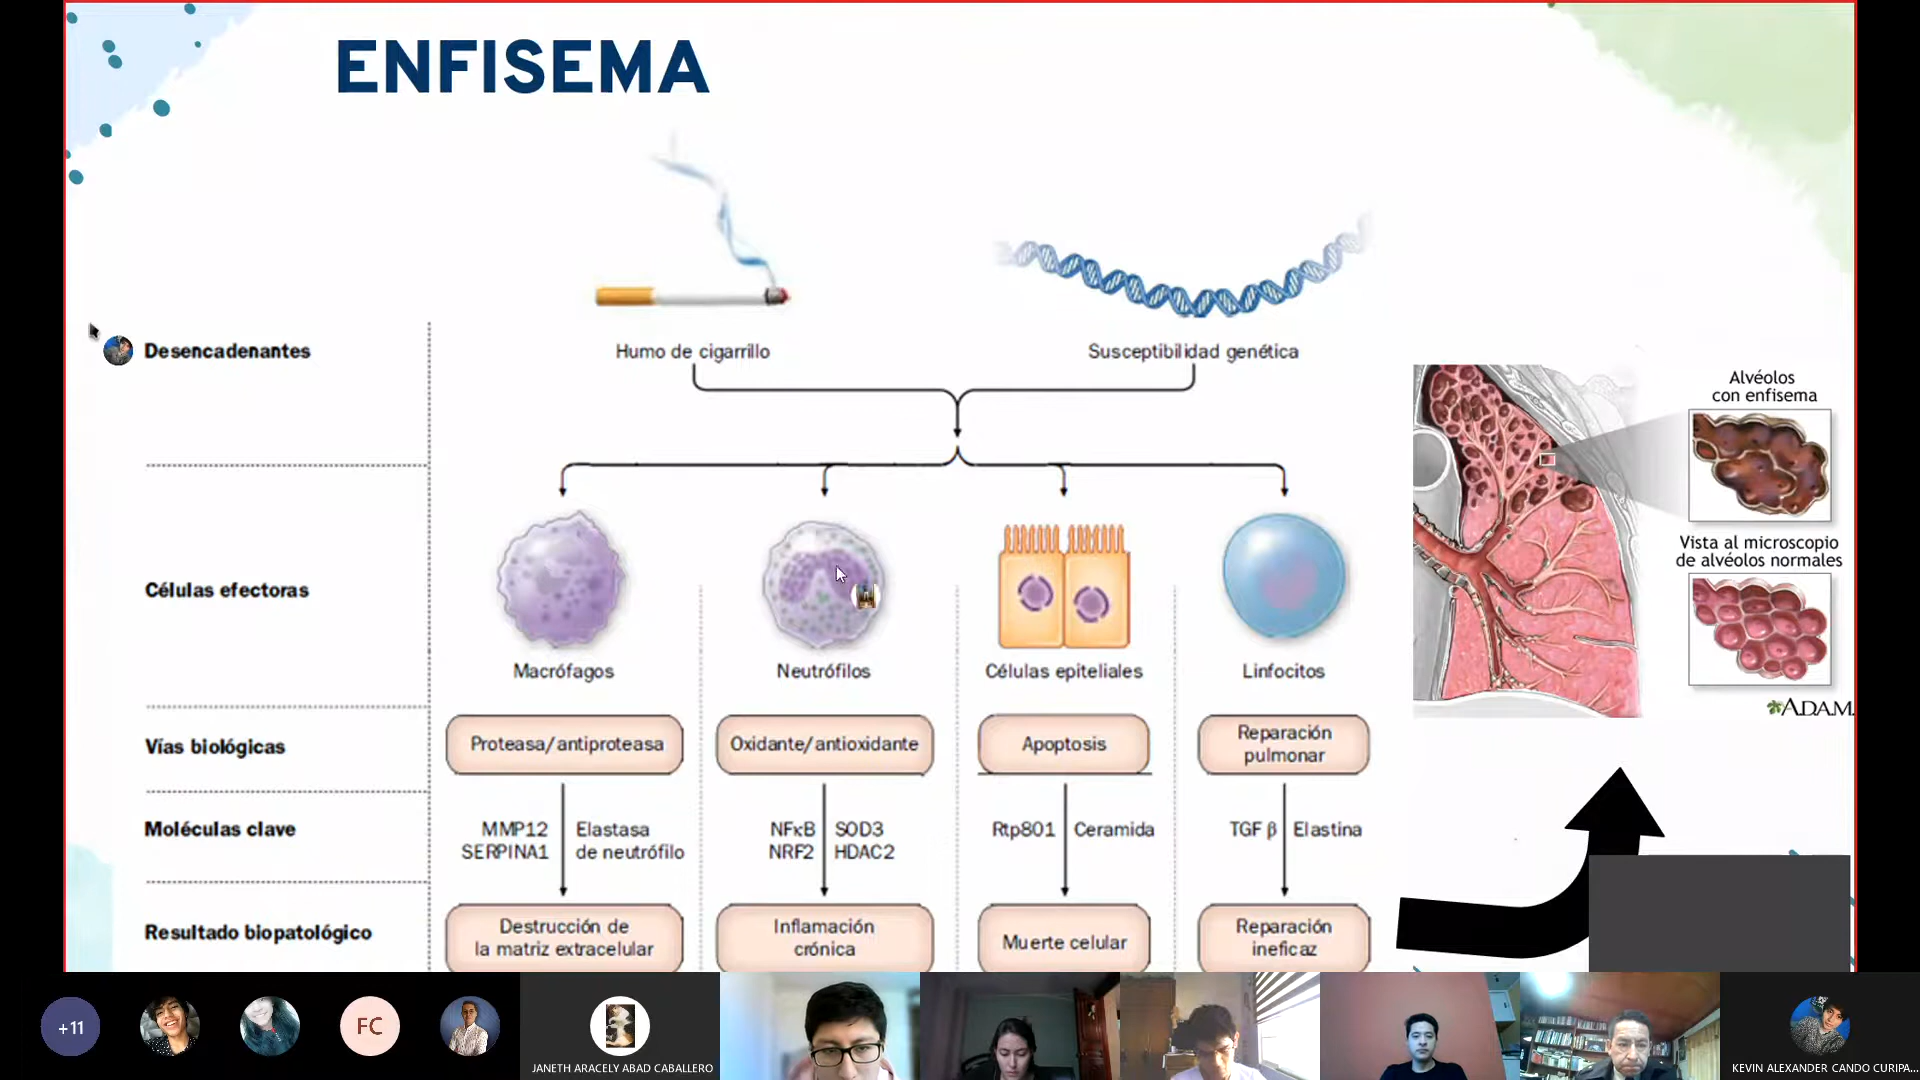 ENFISEMA
Desencadenantes
Humo de cigarrillo
Susceptibilidad genética
Alvéolos
con enfisema
Vista al microscopio
de alvéolos normales
A.D.A.M.
Células efectoras
Macrófagos
Neutrófilos
Células epiteliales
Linfocitos
Vías biológicas
Proteasa/antiproteasa
Oxidante/antioxidante
Apoptosis
Reparación
pulmonar
Moléculas clave
MMP12
SERPINA1
Elastasa
de neutrófilo
NFκB
NRF2
SOD3
HDAC2
Rtp801
Ceramida
TGF β
Elastina
Resultado biopatológico
Destrucción de
la matriz extracelular
Inflamación
crónica
Muerte celular
Reparación
ineficaz
+11
FC
JANETH ARACELY ABAD CABALLERO
KEVIN ALEXANDER CANDO CURIPA...